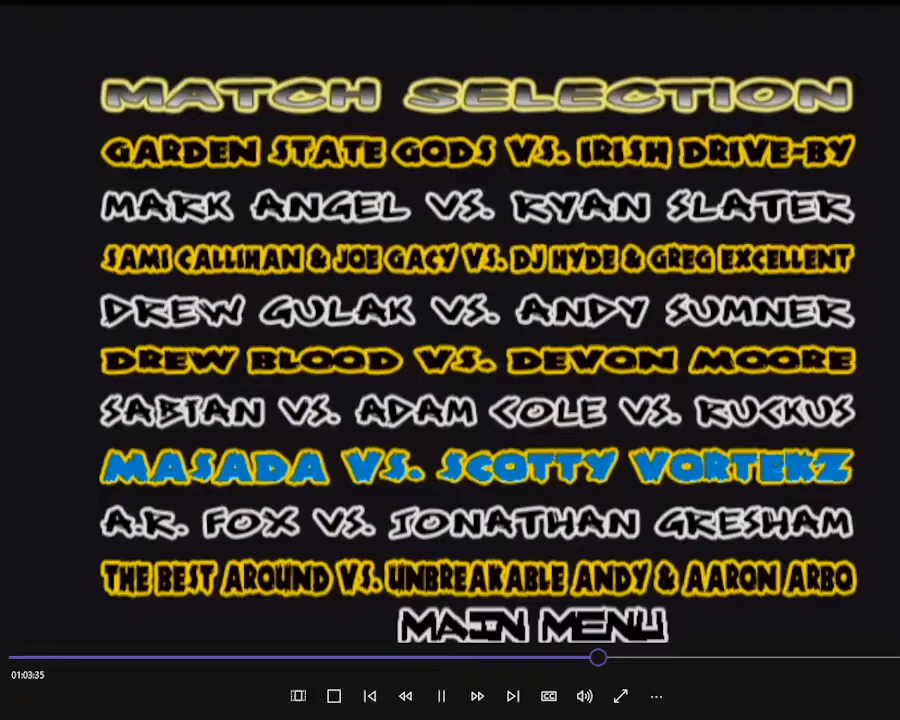 MATCH SELECTION
GARDEN STATE GODS VS. IRISH DRIVE-BY
MARK ANGEL VS. RYAN SLATER
SAMI CALLIHAN & JOE GACY VS. DJ HYDE & GREG EXCELLENT
DREW GULAK VS. ANDY SUMNER
DREW BLOOD VS. DEVON MOORE
SABIAN VS. ADAM COLE VS. RUCKUS
MASADA VS. SCOTTY VORTEKZ
A.R. FOX VS. JONATHAN GRESHAM
THE BEST AROUND VS. UNBREAKABLE ANDY & AARON ARBO
MAIN MENU
01:03:35
CC